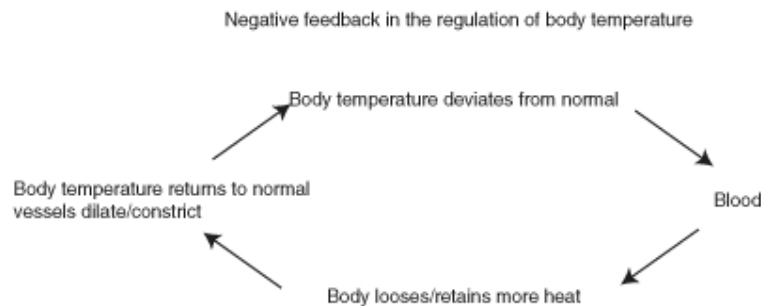 Negative feedback in the regulation of body temperature
Body temperature deviates from normal
Body temperature returns to normal
vessels dilate/constrict
Blood
Body looses/retains more heat